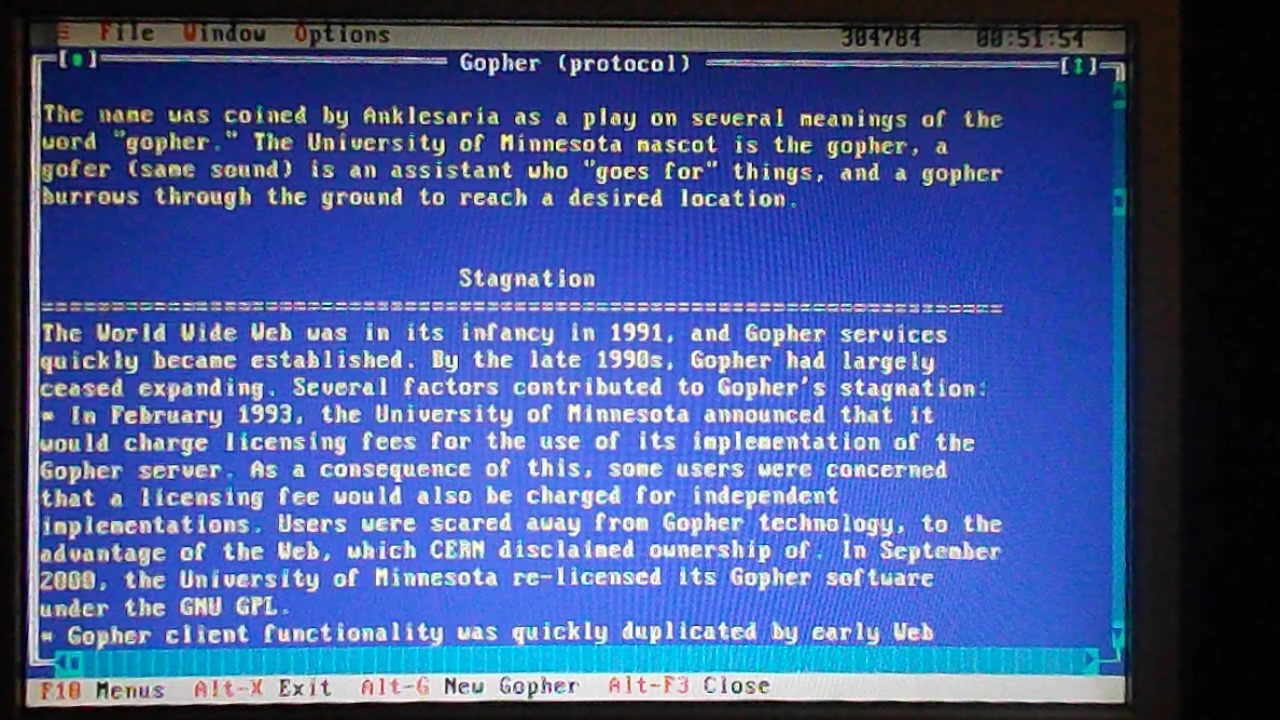 ≡ File Window Options 304784 00:51:54
[■] Gopher (protocol) [↕]
The name was coined by Anklesaria as a play on several meanings of the
word "gopher." The University of Minnesota mascot is the gopher, a
gofer (same sound) is an assistant who "goes for" things, and a gopher
burrows through the ground to reach a desired location.
Stagnation
======================================================================
The World Wide Web was in its infancy in 1991, and Gopher services
quickly became established. By the late 1990s, Gopher had largely
ceased expanding. Several factors contributed to Gopher's stagnation:
* In February 1993, the University of Minnesota announced that it
would charge licensing fees for the use of its implementation of the
Gopher server. As a consequence of this, some users were concerned
that a licensing fee would also be charged for independent
implementations. Users were scared away from Gopher technology, to the
advantage of the Web, which CERN disclaimed ownership of. In September
2000, the University of Minnesota re-licensed its Gopher software
under the GNU GPL.
* Gopher client functionality was quickly duplicated by early Web
F10 Menus Alt-X Exit Alt-G New Gopher Alt-F3 Close